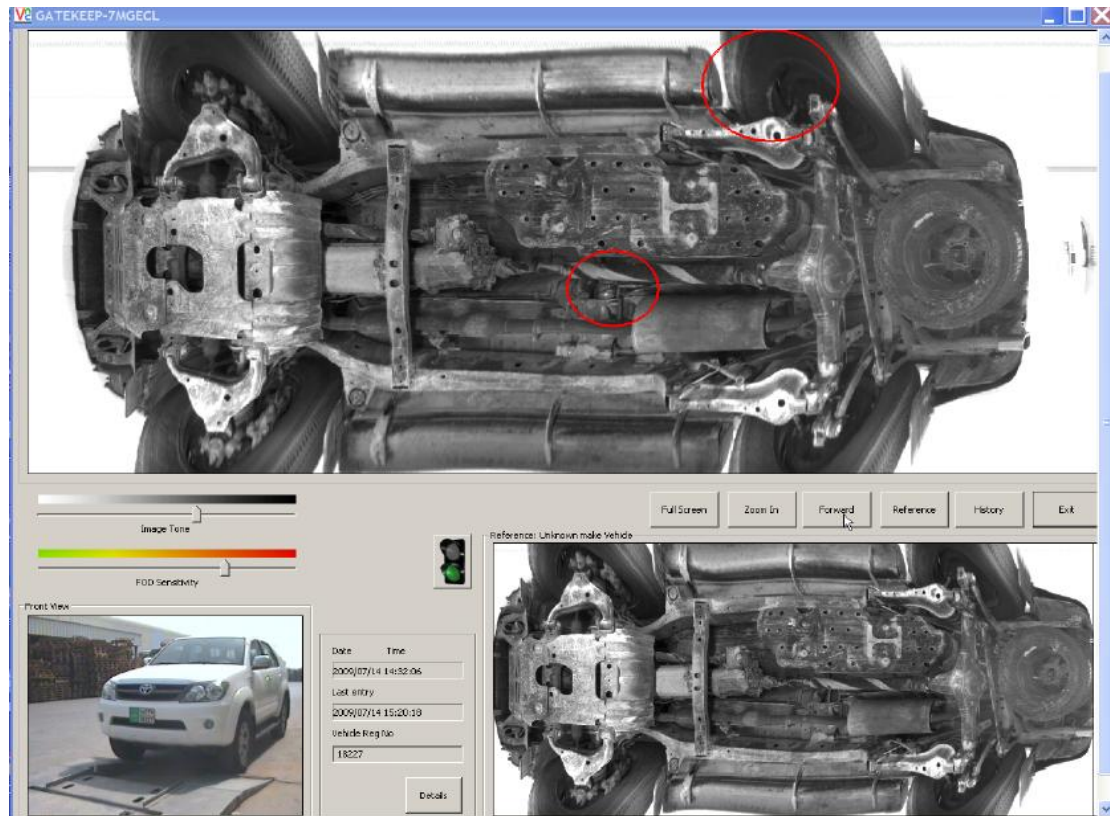 GATEKEEP-7MGECL
Full Screen
Zoom In
Forward
Reference
History
Exit
Image Tone
FOD Sensitivity
Reference: Unknown make Vehicle
Front View
Date Time
2009/07/14 14:32:06
Last entry
2009/07/14 15:20:18
Vehicle Reg No
18227
Details